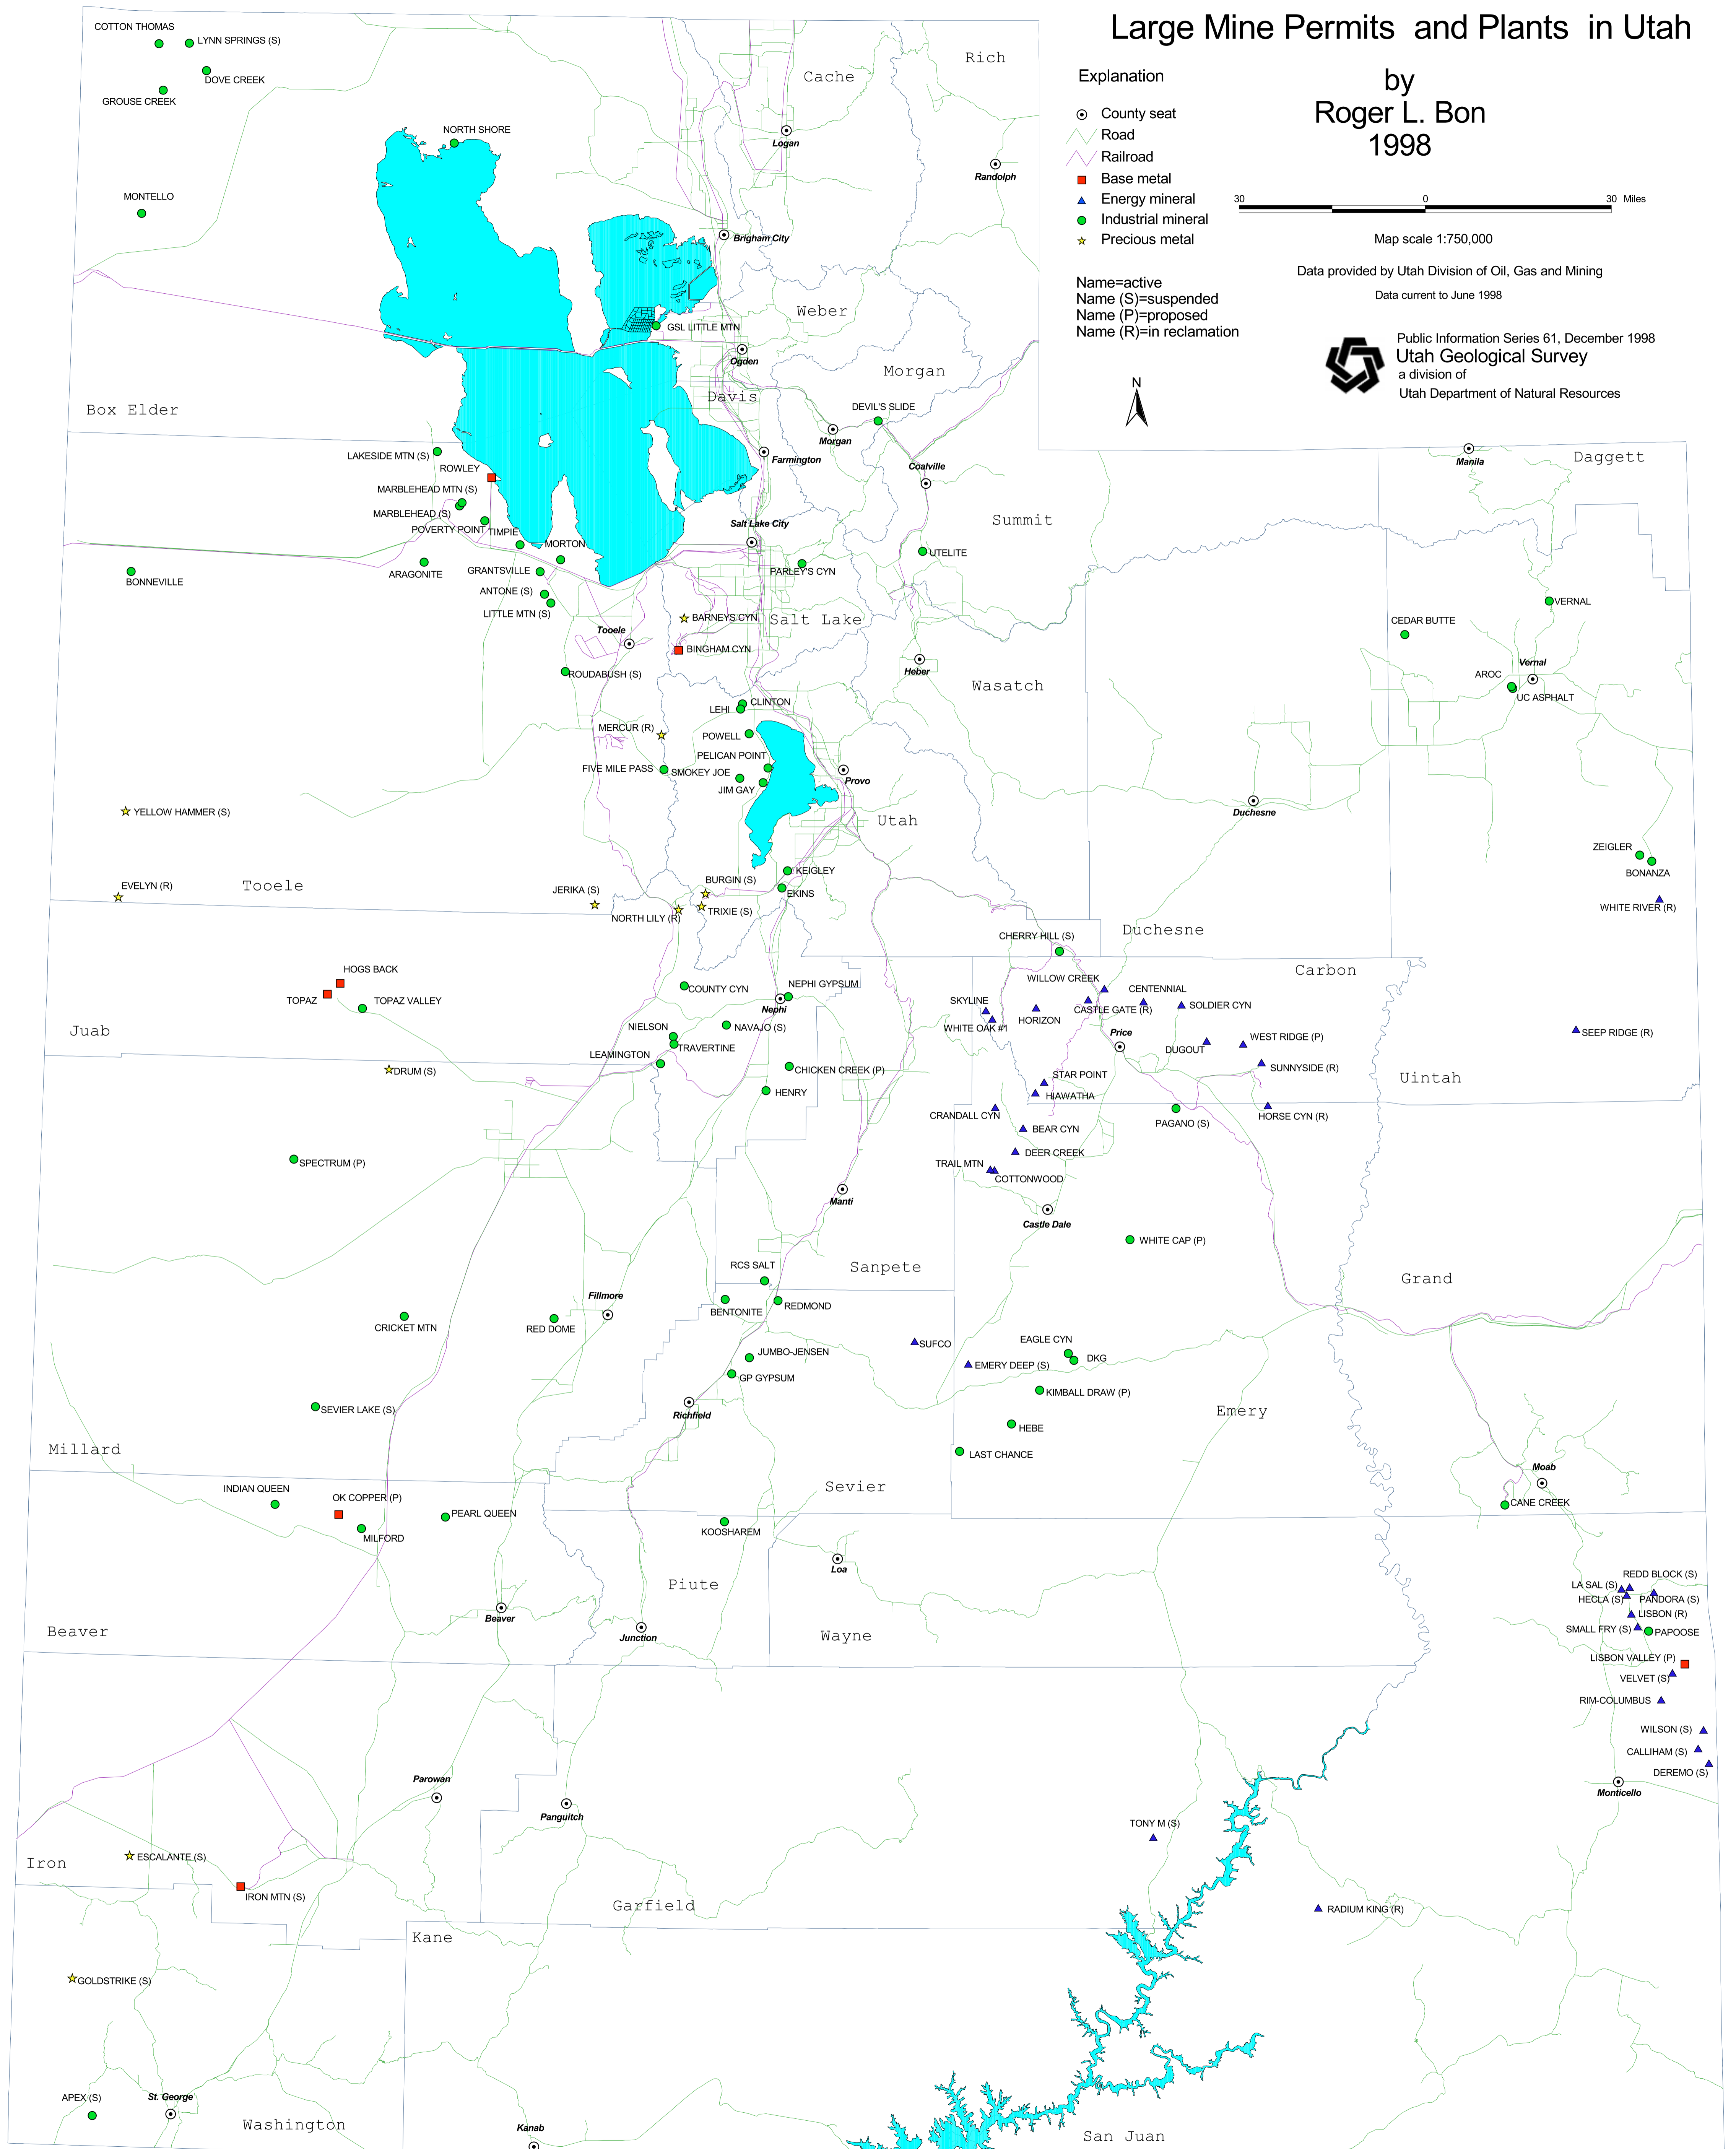 Large Mine Permits and Plants in Utah
by
Roger L. Bon
1998
Explanation
County seat
Road
Railroad
Base metal
Energy mineral
Industrial mineral
Precious metal
Name=active
Name (S)=suspended
Name (P)=proposed
Name (R)=in reclamation
30 0 30 Miles
Map scale 1:750,000
Data provided by Utah Division of Oil, Gas and Mining
Data current to June 1998
Public Information Series 61, December 1998
Utah Geological Survey
a division of
Utah Department of Natural Resources
N
COTTON THOMAS
LYNN SPRINGS (S)
DOVE CREEK
GROUSE CREEK
Cache
Rich
NORTH SHORE
Logan
Randolph
MONTELLO
Brigham City
Weber
GSL LITTLE MTN
Ogden
Morgan
Davis
Box Elder
DEVIL'S SLIDE
Morgan
Farmington
Coalville
LAKESIDE MTN (S)
ROWLEY
MARBLEHEAD MTN (S)
MARBLEHEAD (S)
POVERTY POINT
TIMPIE
MORTON
Salt Lake City
Summit
Manila
Daggett
UTELITE
PARLEY'S CYN
BONNEVILLE
ARAGONITE
GRANTSVILLE
ANTONE (S)
LITTLE MTN (S)
BARNEYS CYN
Salt Lake
Tooele
BINGHAM CYN
VERNAL
CEDAR BUTTE
Vernal
AROC
UC ASPHALT
Heber
Wasatch
ROUDABUSH (S)
CLINTON
LEHI
MERCUR (R)
POWELL
PELICAN POINT
FIVE MILE PASS
SMOKEY JOE
JIM GAY
Provo
YELLOW HAMMER (S)
Utah
Duchesne
ZEIGLER
BONANZA
WHITE RIVER (R)
EVELYN (R)
Tooele
JERIKA (S)
BURGIN (S)
KEIGLEY
EKINS
NORTH LILY (R)
TRIXIE (S)
Duchesne
CHERRY HILL (S)
Carbon
HOGS BACK
TOPAZ
TOPAZ VALLEY
COUNTY CYN
NEPHI GYPSUM
Nephi
WILLOW CREEK
CENTENNIAL
SKYLINE
HORIZON
CASTLE GATE (R)
SOLDIER CYN
WHITE OAK #1
Juab
NIELSON
NAVAJO (S)
TRAVERTINE
LEAMINGTON
Price
DUGOUT
WEST RIDGE (P)
SEEP RIDGE (R)
SUNNYSIDE (R)
DRUM (S)
CHICKEN CREEK (P)
HENRY
STAR POINT
HIAWATHA
Uintah
CRANDALL CYN
PAGANO (S)
HORSE CYN (R)
BEAR CYN
SPECTRUM (P)
DEER CREEK
TRAIL MTN
COTTONWOOD
Manti
Castle Dale
WHITE CAP (P)
RCS SALT
Sanpete
Grand
BENTONITE
REDMOND
Fillmore
CRICKET MTN
RED DOME
SUFCO
EAGLE CYN
DKG
JUMBO-JENSEN
EMERY DEEP (S)
GP GYPSUM
KIMBALL DRAW (P)
SEVIER LAKE (S)
Richfield
HEBE
Emery
Millard
LAST CHANCE
Moab
INDIAN QUEEN
OK COPPER (P)
Sevier
CANE CREEK
PEARL QUEEN
MILFORD
KOOSHAREM
Loa
Piute
REDD BLOCK (S)
LA SAL (S)
HECLA (S)
PANDORA (S)
LISBON (R)
Beaver
Beaver
Junction
Wayne
SMALL FRY (S)
PAPOOSE
LISBON VALLEY (P)
VELVET (S)
RIM-COLUMBUS
WILSON (S)
CALLIHAM (S)
DEREMO (S)
Parowan
Panguitch
Monticello
TONY M (S)
Iron
ESCALANTE (S)
IRON MTN (S)
Garfield
RADIUM KING (R)
Kane
GOLDSTRIKE (S)
APEX (S)
St. George
Washington
Kanab
San Juan